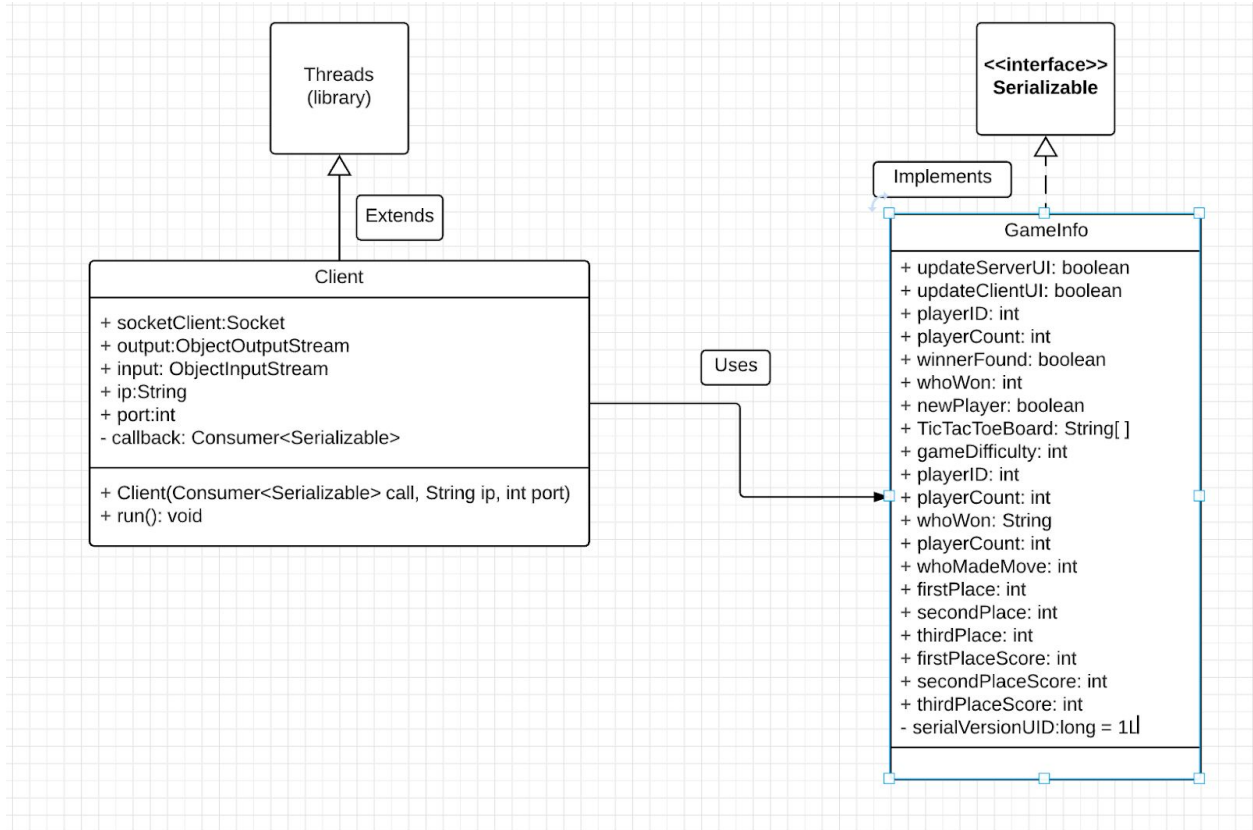 Threads
(library)
<<interface>>
Serializable
Extends
Implements
Client
+ socketClient:Socket
+ output:ObjectOutputStream
+ input: ObjectInputStream
+ ip:String
+ port:int
- callback: Consumer<Serializable>
+ Client(Consumer<Serializable> call, String ip, int port)
+ run(): void
Uses
GameInfo
+ updateServerUI: boolean
+ updateClientUI: boolean
+ playerID: int
+ playerCount: int
+ winnerFound: boolean
+ whoWon: int
+ newPlayer: boolean
+ TicTacToeBoard: String[ ]
+ gameDifficulty: int
+ playerID: int
+ playerCount: int
+ whoWon: String
+ playerCount: int
+ whoMadeMove: int
+ firstPlace: int
+ secondPlace: int
+ thirdPlace: int
+ firstPlaceScore: int
+ secondPlaceScore: int
+ thirdPlaceScore: int
- serialVersionUID:long = 1L